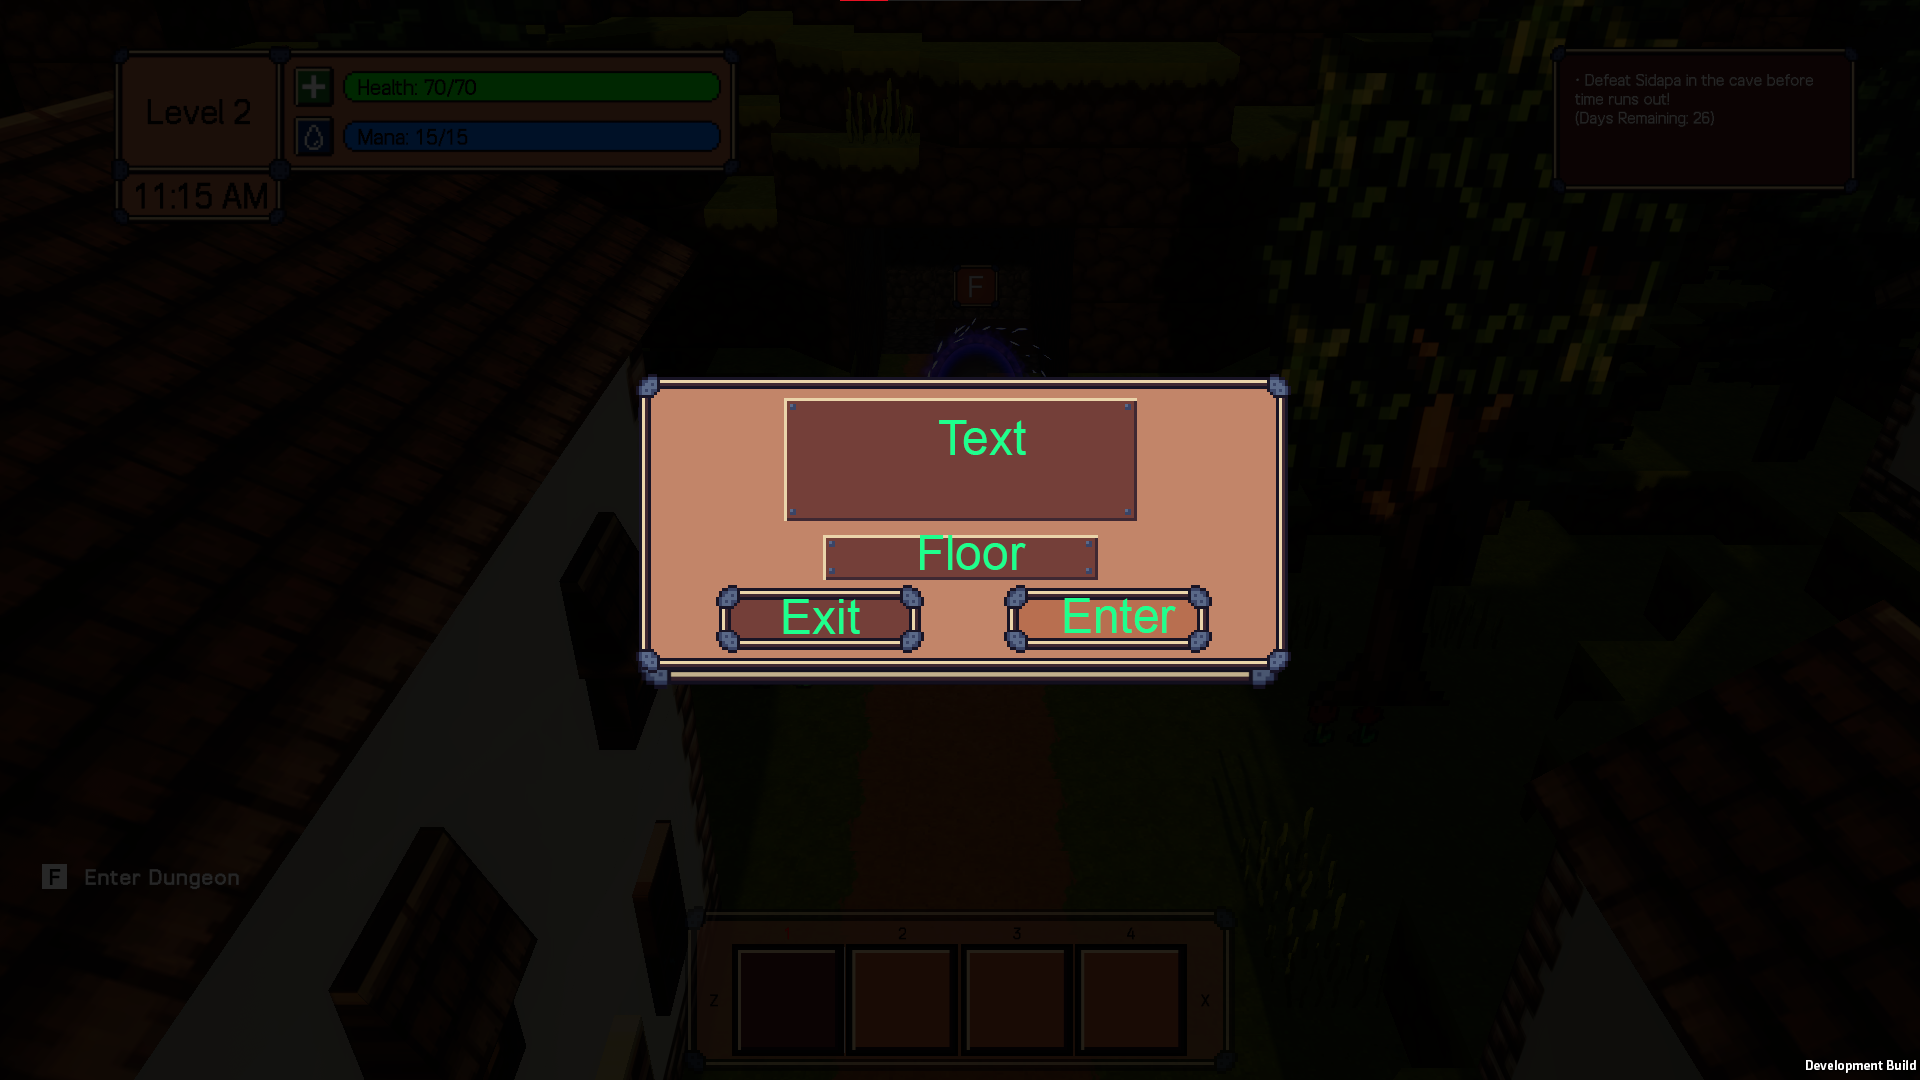 Level 2
Health: 70/70
Mana: 15/15
11:15 AM
· Defeat Sidapa in the cave before
time runs out!
(Days Remaining: 26)
F
Text
Floor
Exit
Enter
F Enter Dungeon
1 2 3 4
Z X
Development Build